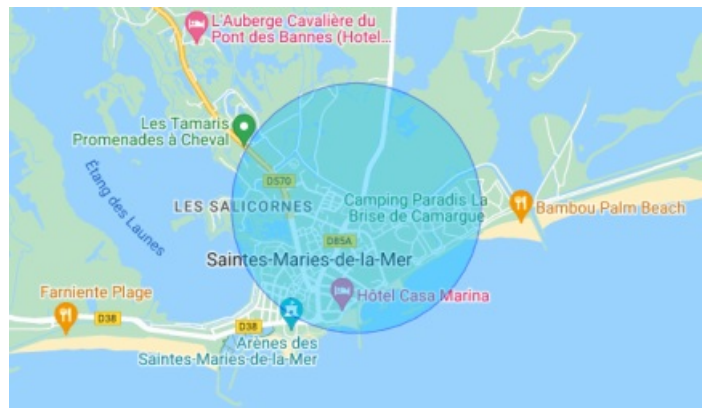 L'Auberge Cavalière du
Pont des Bannes (Hotel...
Les Tamaris
Promenades à Cheval
D570
Étang des Launes
LES SALICORNES
Camping Paradis La
Brise de Camargue
Bambou Palm Beach
D85A
Saintes-Maries-de-la-Mer
Farniente Plage
Hôtel Casa Marina
D38
D38
Arènes des
Saintes-Maries-de-la-Mer